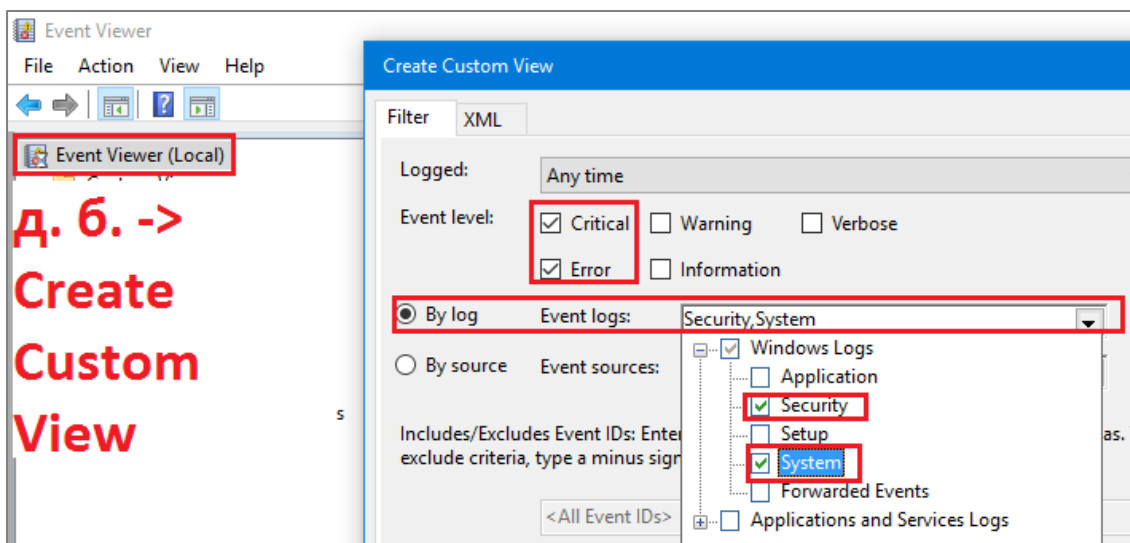 Event Viewer
File Action View Help
Event Viewer (Local)
д. б. ->
Create
Custom
View
s
Create Custom View
Filter XML
Logged: Any time
Event level: Critical Warning Verbose
Error Information
By log Event logs: Security,System
By source Event sources:
Windows Logs
Application
Security
Setup
System
Forwarded Events
Applications and Services Logs
Includes/Excludes Event IDs: Enter as.
exclude criteria, type a minus sign
<All Event IDs>